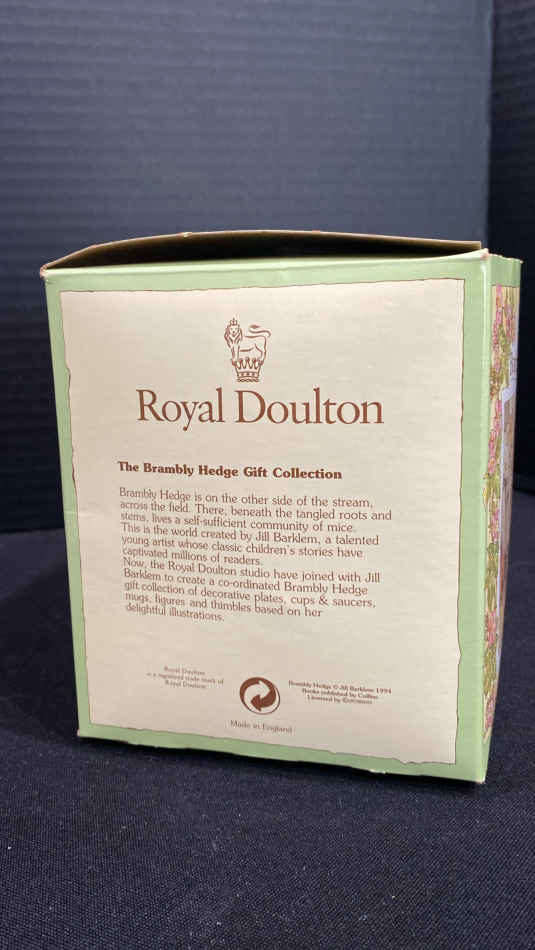 Royal Doulton
The Brambly Hedge Gift Collection
Brambly Hedge is on the other side of the stream,
across the field. There, beneath the tangled roots and
stems, lives a self-sufficient community of mice.
This is the world created by Jill Barklem, a talented
young artist whose classic children's stories have
captivated millions of readers.
Now, the Royal Doulton studio have joined with Jill
Barklem to create a co-ordinated Brambly Hedge
gift collection of decorative plates, cups & saucers,
mugs, figures and thimbles based on her
delightful illustrations.
Royal Doulton
is a registered trade mark of
Royal Doulton
Brambly Hedge © Jill Barklem 1994
Books published by Collins
Licensed by
Made in England